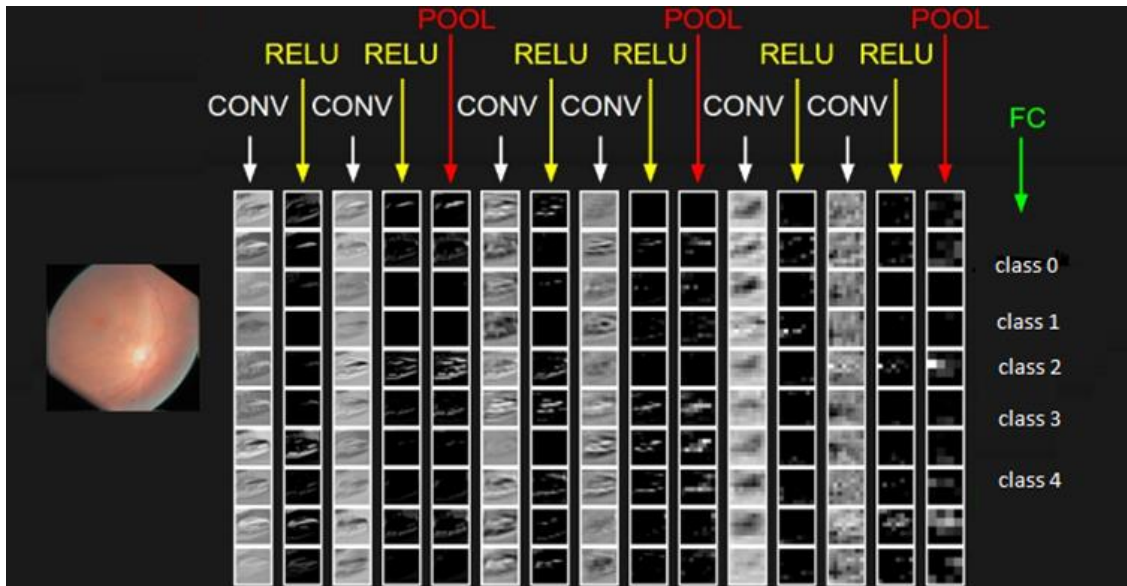 POOL POOL POOL
RELU RELU RELU RELU RELU RELU
CONV CONV CONV CONV CONV CONV
FC
class 0
class 1
class 2
class 3
class 4